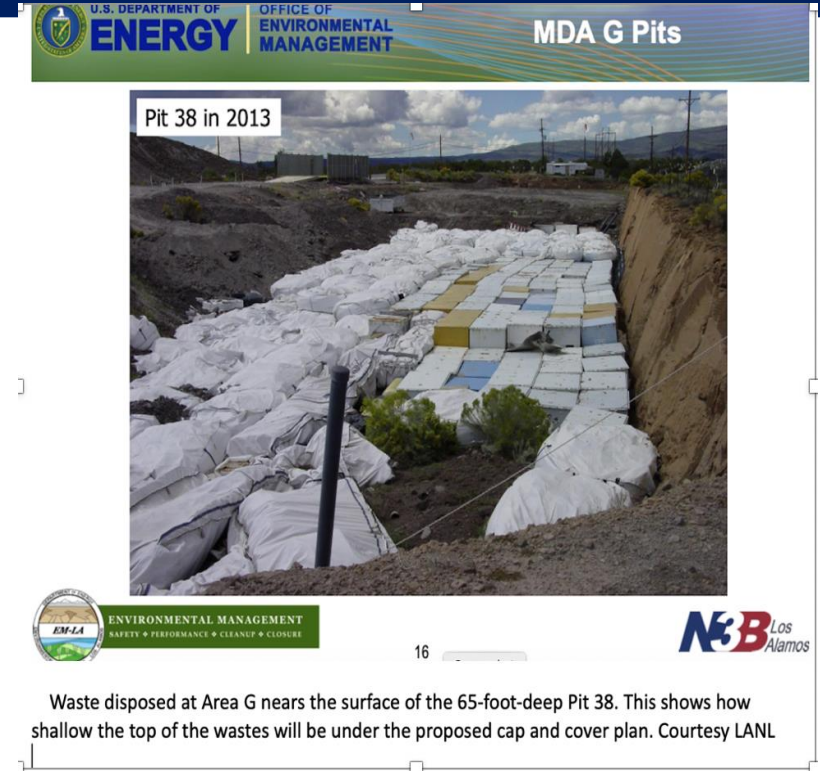 U.S. DEPARTMENT OF
ENERGY
OFFICE OF
ENVIRONMENTAL
MANAGEMENT
MDA G Pits
Pit 38 in 2013
EM-LA
ENVIRONMENTAL MANAGEMENT
SAFETY ❖ PERFORMANCE ❖ CLEANUP ❖ CLOSURE
16
N3B Los
Alamos
Waste disposed at Area G nears the surface of the 65-foot-deep Pit 38. This shows how
shallow the top of the wastes will be under the proposed cap and cover plan. Courtesy LANL